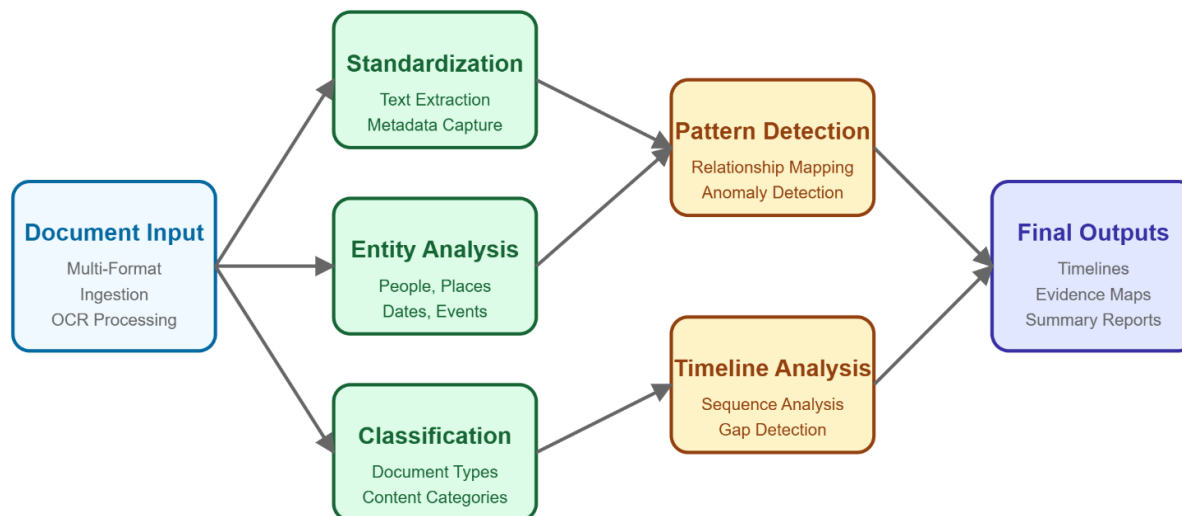 Document Input
Multi-Format
Ingestion
OCR Processing
Standardization
Text Extraction
Metadata Capture
Entity Analysis
People, Places
Dates, Events
Classification
Document Types
Content Categories
Pattern Detection
Relationship Mapping
Anomaly Detection
Timeline Analysis
Sequence Analysis
Gap Detection
Final Outputs
Timelines
Evidence Maps
Summary Reports